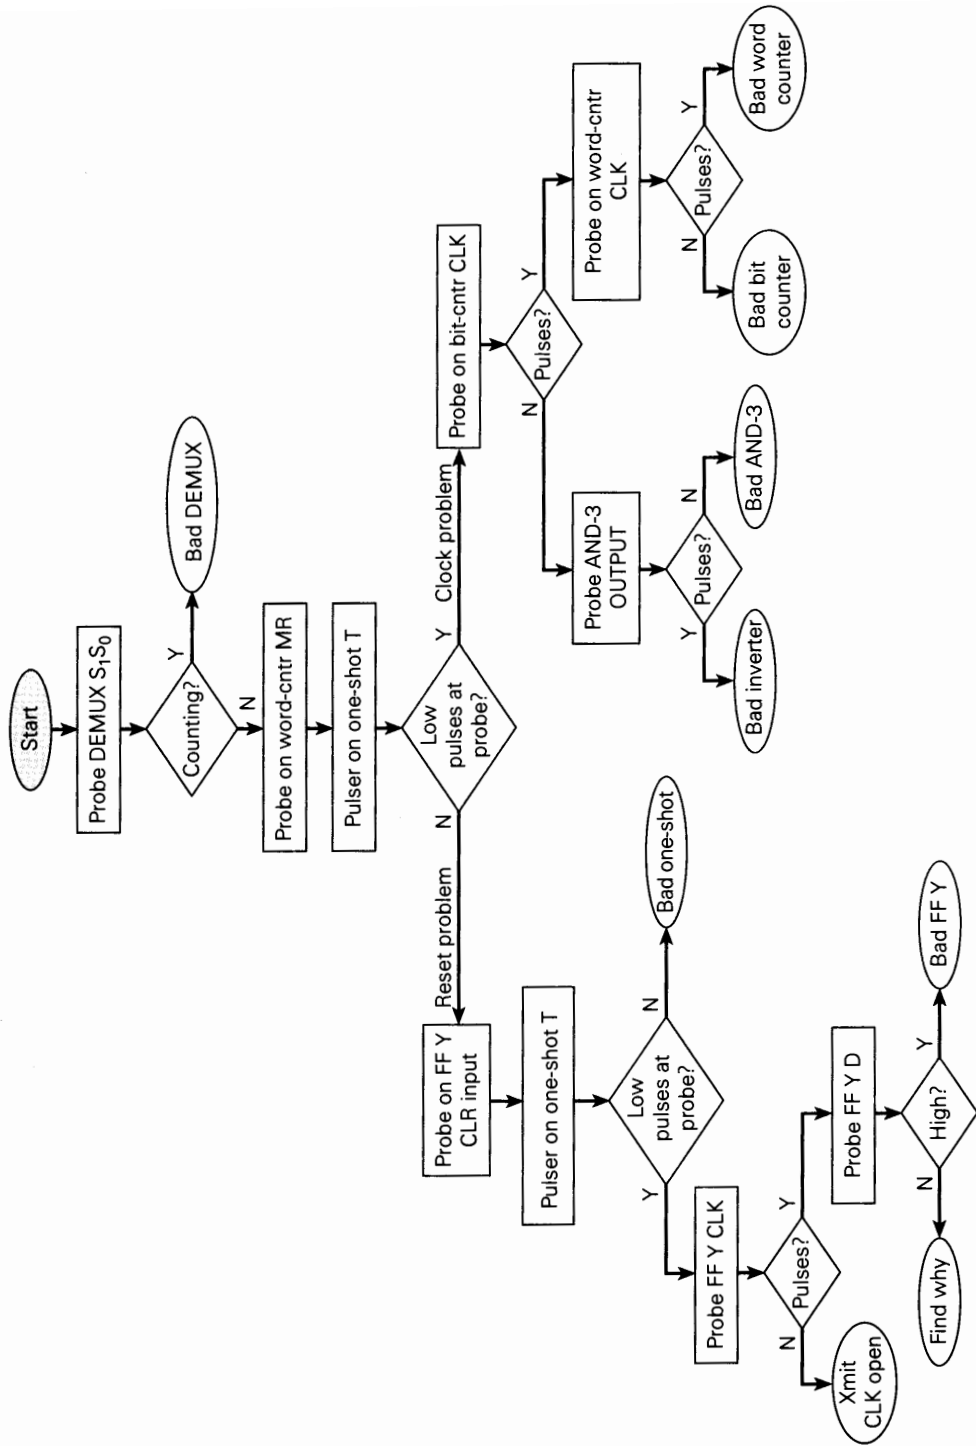 Start
Probe DEMUX S₁S₀
Counting?
Y
Bad DEMUX
N
Probe on word-cntr MR
Pulser on one-shot T
Low
pulses at
probe?
N
Reset problem
Y
Clock problem
Probe on FF Y
CLR input
Pulser on one-shot T
Low
pulses at
probe?
N
Bad one-shot
Y
Probe FF Y CLK
Pulses?
N
Xmit
CLK open
Y
Probe FF Y D
High?
N
Find why
Y
Bad FF Y
Probe on bit-cntr CLK
Pulses?
N
Probe AND-3
OUTPUT
Pulses?
Y
Bad inverter
N
Bad AND-3
Y
Probe on word-cntr
CLK
Pulses?
N
Bad bit
counter
Y
Bad word
counter